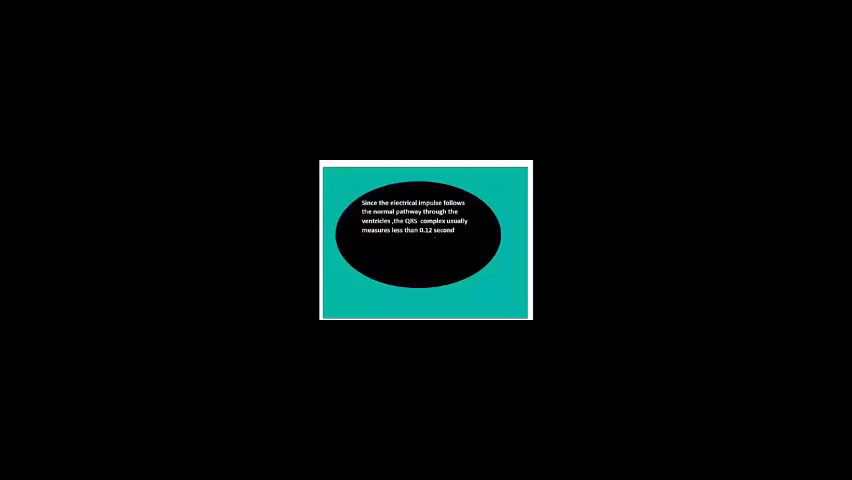 Since the electrical impulse follows
the normal pathway through the
ventricles ,the QRS  complex usually
measures less than 0.12 second